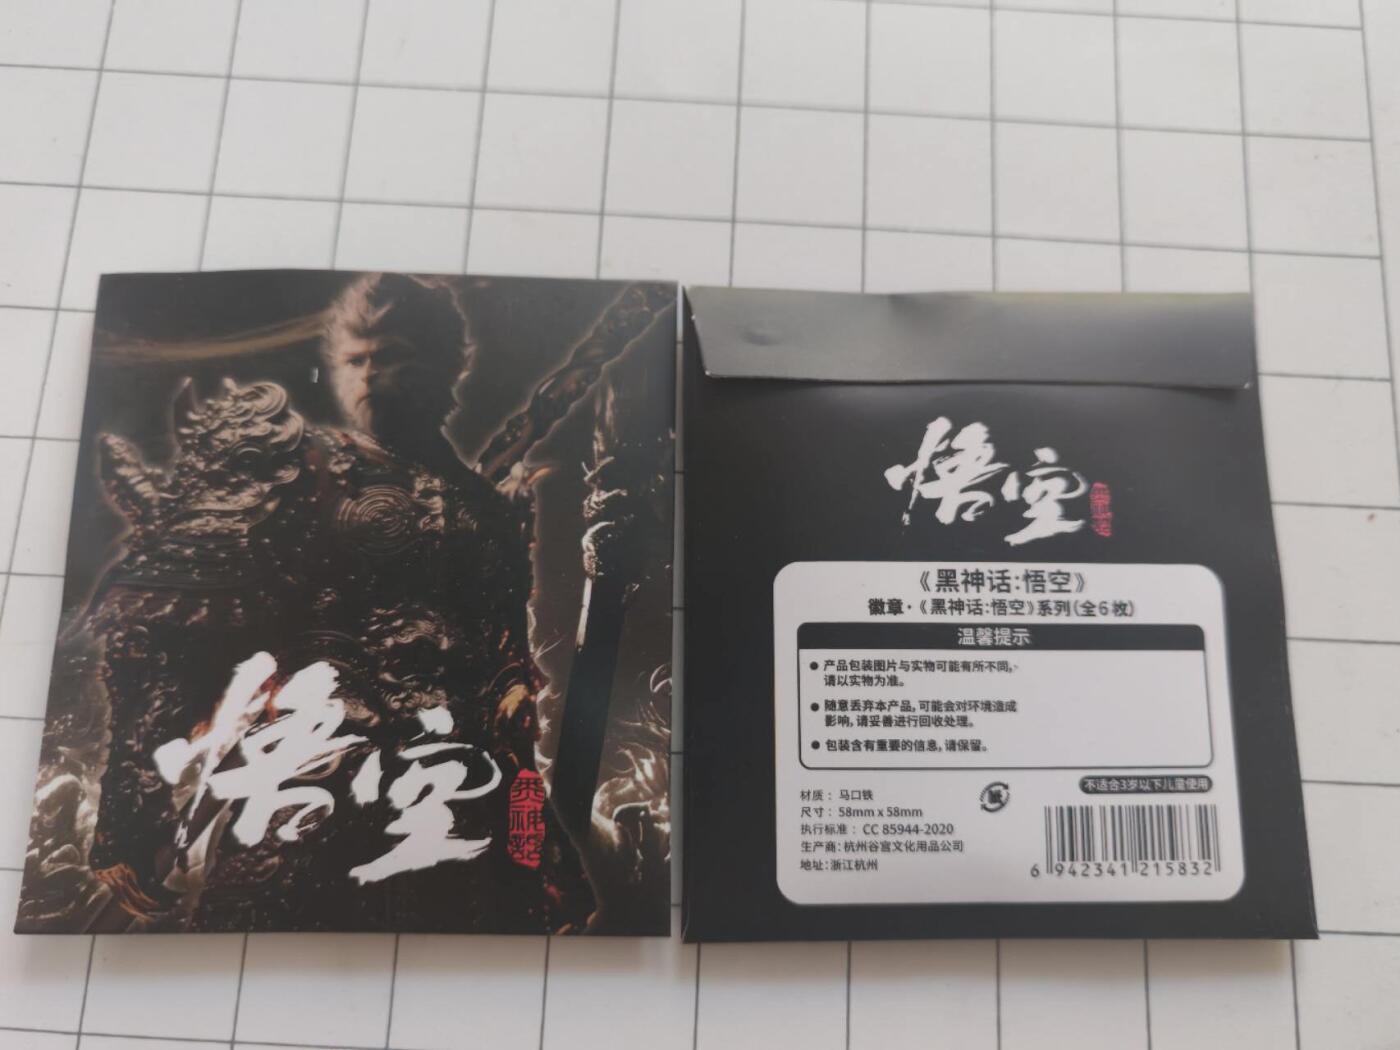 悟空
黑神話
悟空
黑神話
《黑神话:悟空》
徽章·《黑神话:悟空》系列(全6枚)
温馨提示
● 产品包装图片与实物可能有所不同,
请以实物为准。
● 随意丢弃本产品,可能会对环境造成
影响,请妥善进行回收处理。
● 包装含有重要的信息,请保留。
不适合3岁以下儿童使用
材质: 马口铁
尺寸: 58mm x 58mm
执行标准: CC 85944-2020
生产商:杭州谷宫文化用品公司
地址:浙江杭州
6 942341 215832